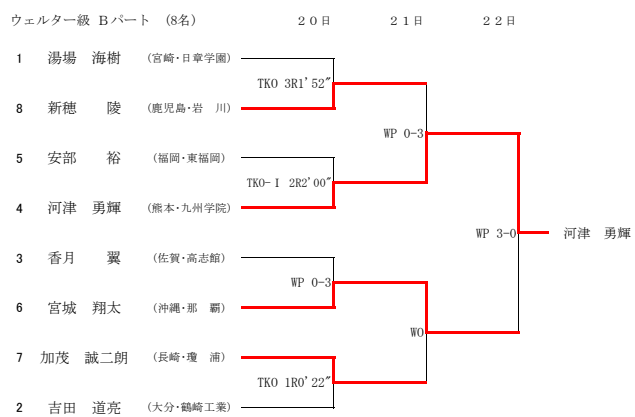 ウェルター級 Bパート (8名) 20日 21日 22日
1 湯場 海樹 (宮崎・日章学園)
TKO 3R1'52"
8 新穂 陵 (鹿児島・岩 川)
WP 0-3
5 安部 裕 (福岡・東福岡)
TKO-I 2R2'00"
4 河津 勇輝 (熊本・九州学院)
WP 3-0 河津 勇輝
3 香月 翼 (佐賀・高志館)
WP 0-3
6 宮城 翔太 (沖縄・那 覇)
WO
7 加茂 誠二朗 (長崎・瓊 浦)
TKO 1R0'22"
2 吉田 道亮 (大分・鶴崎工業)